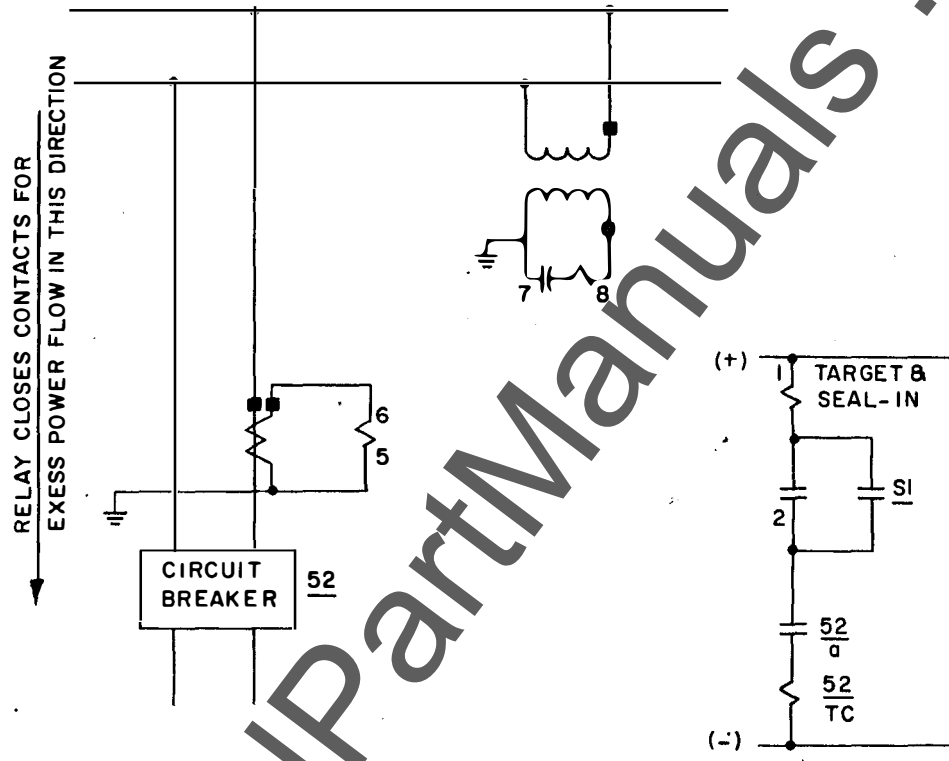 RELAY CLOSES CONTACTS FOR
EXESS POWER FLOW IN THIS DIRECTION
7
8
6
5
CIRCUIT
BREAKER
52
(+)
1
TARGET &
SEAL-IN
2
SI
52
a
52
TC
(-)
lPartManuals